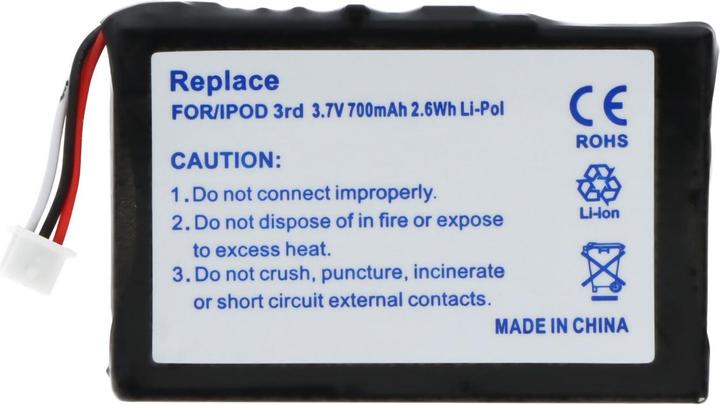 Replace
FOR/IPOD 3rd 3.7V 700mAh 2.6Wh Li-Pol
CE
ROHS
CAUTION:
1.Do not connect improperly.
2.Do not dispose of in fire or expose
to excess heat.
3.Do not crush, puncture, incinerate
or short circuit external contacts.
Li-ion
MADE IN CHINA